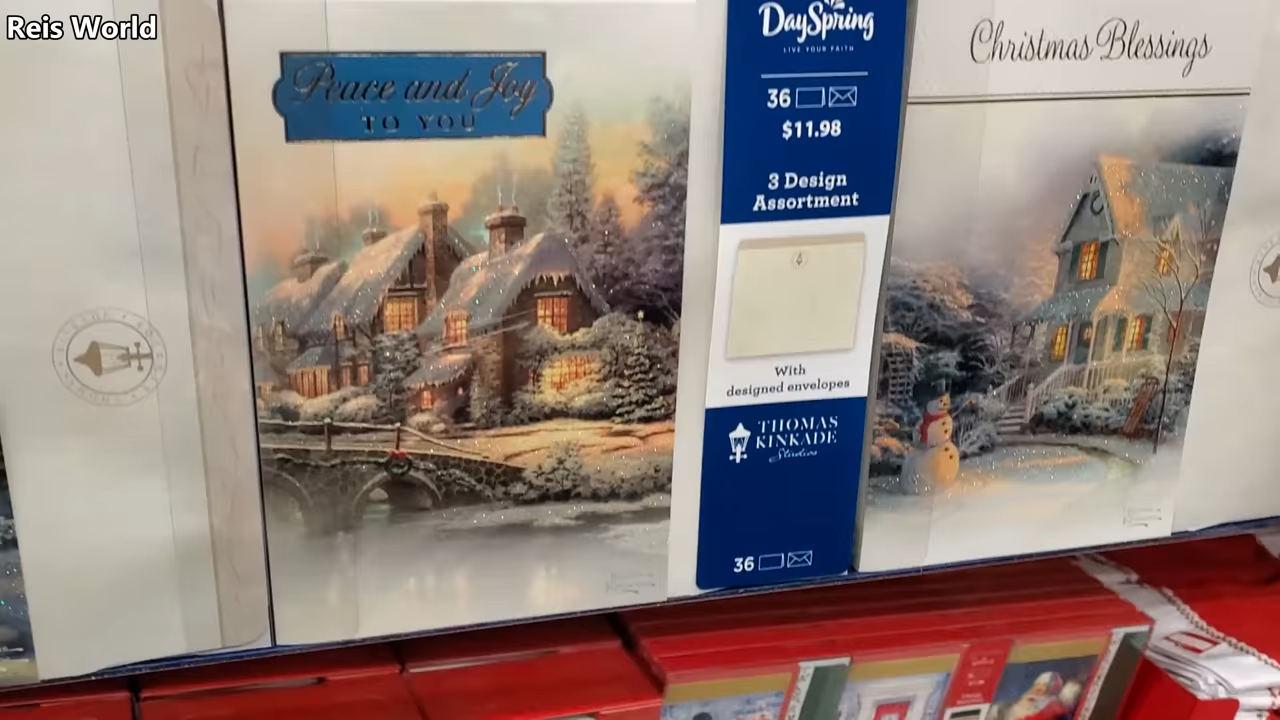 Reis World
Peace and Joy
TO YOU
DaySpring
LIVE YOUR FAITH
36
$11.98
3 Design
Assortment
With
designed envelopes
THOMAS
KINKADE
Studios
36
Christmas Blessings